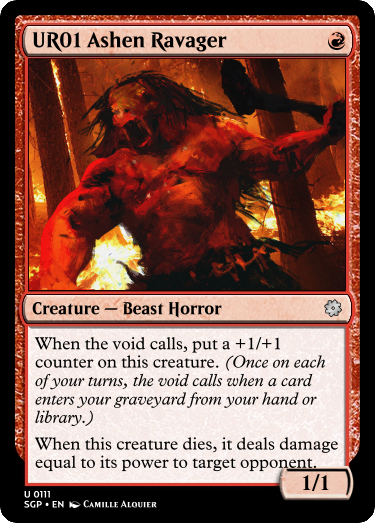 UR01 Ashen Ravager
Creature — Beast Horror
When the void calls, put a +1/+1
counter on this creature. (Once on each
of your turns, the void calls when a card
enters your graveyard from your hand or
library.)
When this creature dies, it deals damage
equal to its power to target opponent.
1/1
U 0111
SGP • EN Camille Alquier